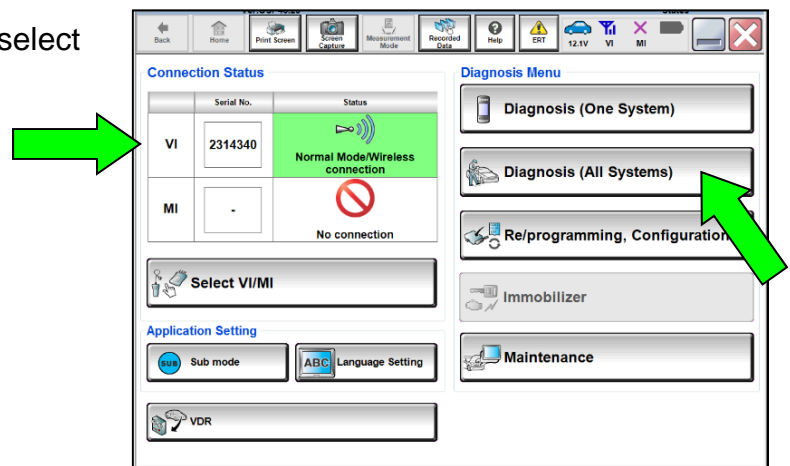 select
Back
Home
Print Screen
Screen
Capture
Measurement
Mode
Recorded
Data
Help
ERT
12.1V
VI
MI
Connection Status
Serial No.
Status
VI
2314340
Normal Mode/Wireless
connection
MI
-
No connection
Select VI/MI
Application Setting
SUB
Sub mode
ABC
Language Setting
VDR
Diagnosis Menu
Diagnosis (One System)
Diagnosis (All Systems)
Re/programming, Configuration
Immobilizer
Maintenance